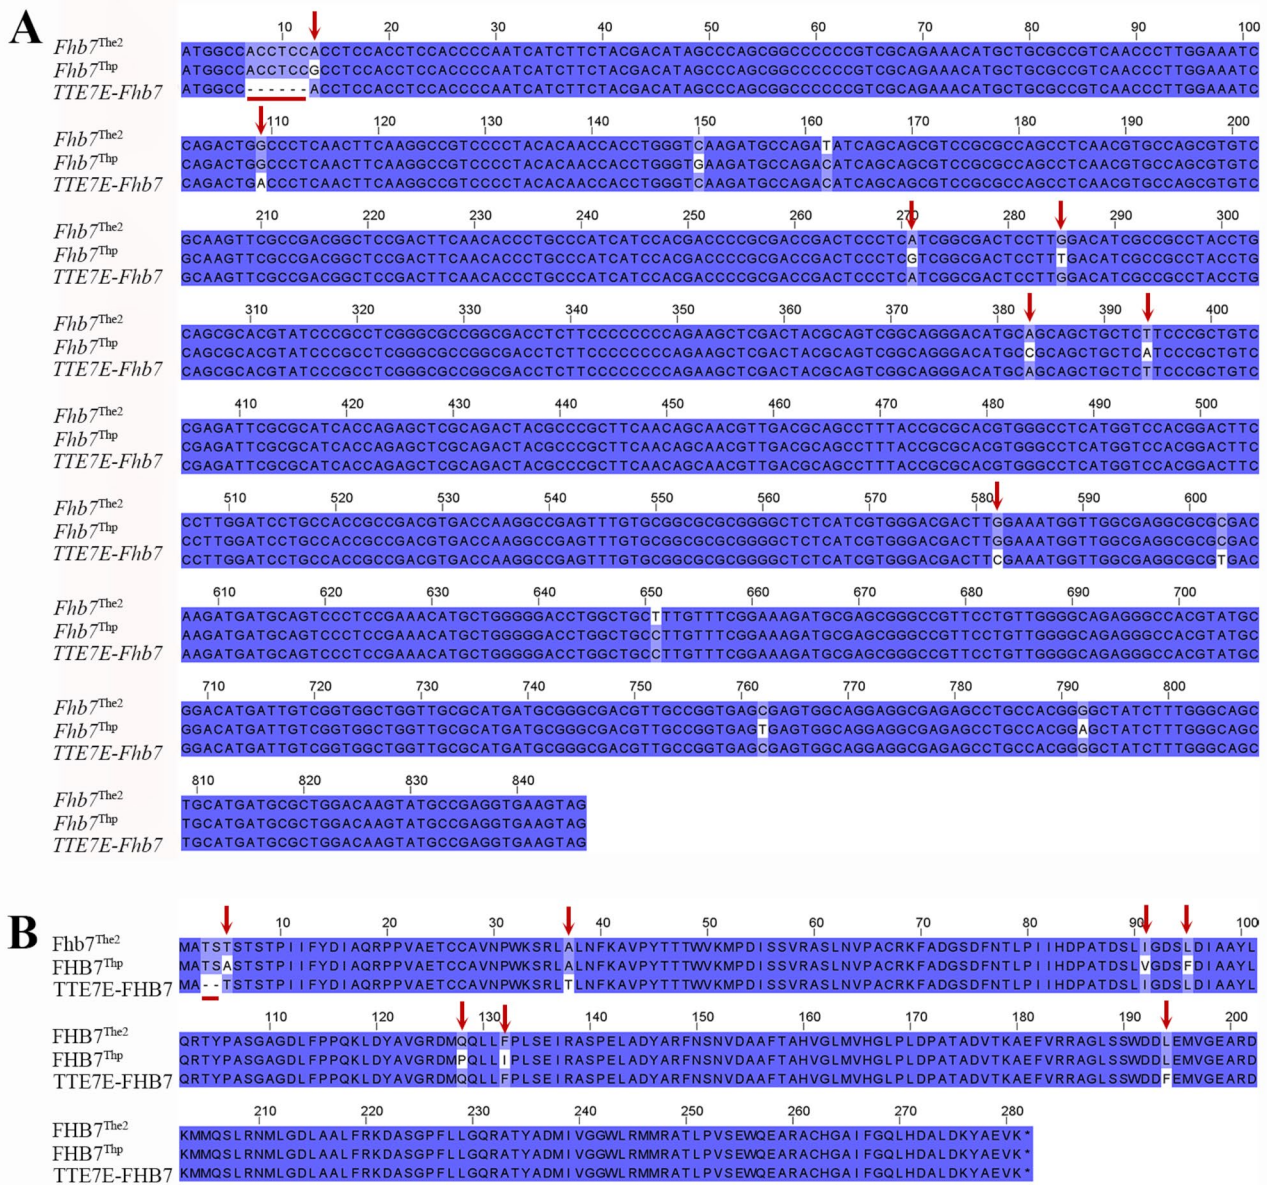 A
10 20 30 40 50 60 70 80 90 100
Fhb7The2 ATGGCCACCTCCACCTCCACCTCCACCCCAATCATCTTCTACGACATAGCCCAGCGGCCCCCCGTCGCAGAAACATGCTGCGCCGTCAACCCTTGGAAATC
Fhb7Thp ATGGCCACCTCCGCCTCCACCTCCACCCCAATCATCTTCTACGACATAGCCCAGCGGCCCCCCGTCGCAGAAACATGCTGCGCCGTCAACCCTTGGAAATC
TTE7E-Fhb7 ATGGCC------ACCTCCACCTCCACCCCAATCATCTTCTACGACATAGCCCAGCGGCCCCCCGTCGCAGAAACATGCTGCGCCGTCAACCCTTGGAAATC
110 120 130 140 150 160 170 180 190 200
Fhb7The2 CAGACTGGCCCTCAACTTCAAGGCCGTCCCCTACACAACCACCTGGGTCAAGATGCCAGATATCAGCAGCGTCCGCGCCAGCCTCAACGTGCCAGCGTGTC
Fhb7Thp CAGACTGGCCCTCAACTTCAAGGCCGTCCCCTACACAACCACCTGGGTGAAGATGCCAGACATCAGCAGCGTCCGCGCCAGCCTCAACGTGCCAGCGTGTC
TTE7E-Fhb7 CAGACTGACCCTCAACTTCAAGGCCGTCCCCTACACAACCACCTGGGTCAAGATGCCAGACATCAGCAGCGTCCGCGCCAGCCTCAACGTGCCAGCGTGTC
210 220 230 240 250 260 270 280 290 300
Fhb7The2 GCAAGTTCGCCGACGGCTCCGACTTCAACACCCTGCCCATCATCCACGACCCCGCGACCGACTCCCTCATCGGCGACTCCTTGGACATCGCCGCCTACCTG
Fhb7Thp GCAAGTTCGCCGACGGCTCCGACTTCAACACCCTGCCCATCATCCACGACCCCGCGACCGACTCCCTCGTCGGCGACTCCTTTGACATCGCCGCCTACCTG
TTE7E-Fhb7 GCAAGTTCGCCGACGGCTCCGACTTCAACACCCTGCCCATCATCCACGACCCCGCGACCGACTCCCTCATCGGCGACTCCTTGGACATCGCCGCCTACCTG
310 320 330 340 350 360 370 380 390 400
Fhb7The2 CAGCGCACGTATCCCGCCTCGGGCGCCGGCGACCTCTTCCCCCCCCAGAAGCTCGACTACGCAGTCGGCAGGGACATGCAGCAGCTGCTCTTCCCGCTGTC
Fhb7Thp CAGCGCACGTATCCCGCCTCGGGCGCCGGCGACCTCTTCCCCCCCCAGAAGCTCGACTACGCAGTCGGCAGGGACATGCCGCAGCTGCTCATCCCGCTGTC
TTE7E-Fhb7 CAGCGCACGTATCCCGCCTCGGGCGCCGGCGACCTCTTCCCCCCCCAGAAGCTCGACTACGCAGTCGGCAGGGACATGCAGCAGCTGCTCTTCCCGCTGTC
410 420 430 440 450 460 470 480 490 500
Fhb7The2 CGAGATTCGCGCATCACCAGAGCTCGCAGACTACGCCCGCTTCAACAGCAACGTTGACGCAGCCTTTACCGCGCACGTGGGCCTCATGGTCCACGGACTTC
Fhb7Thp CGAGATTCGCGCATCACCAGAGCTCGCAGACTACGCCCGCTTCAACAGCAACGTTGACGCAGCCTTTACCGCGCACGTGGGCCTCATGGTCCACGGACTTC
TTE7E-Fhb7 CGAGATTCGCGCATCACCAGAGCTCGCAGACTACGCCCGCTTCAACAGCAACGTTGACGCAGCCTTTACCGCGCACGTGGGCCTCATGGTCCACGGACTTC
510 520 530 540 550 560 570 580 590 600
Fhb7The2 CCTTGGATCCTGCCACCGCCGACGTGACCAAGGCCGAGTTTGTGCGGCGCGCGGGGCTCTCATCGTGGGACGACTTGGAAATGGTTGGCGAGGCGCGCGAC
Fhb7Thp CCTTGGATCCTGCCACCGCCGACGTGACCAAGGCCGAGTTTGTGCGGCGCGCGGGGCTCTCATCGTGGGACGACTTGGAAATGGTTGGCGAGGCGCGCGAC
TTE7E-Fhb7 CCTTGGATCCTGCCACCGCCGACGTGACCAAGGCCGAGTTTGTGCGGCGCGCGGGGCTCTCATCGTGGGACGACTTCGAAATGGTTGGCGAGGCGCGTGAC
610 620 630 640 650 660 670 680 690 700
Fhb7The2 AAGATGATGCAGTCCCTCCGAAACATGCTGGGGGACCTGGCTGCTTTGTTTCGGAAAGATGCGAGCGGGCCGTTCCTGTTGGGGCAGAGGGCCACGTATGC
Fhb7Thp AAGATGATGCAGTCCCTCCGAAACATGCTGGGGGACCTGGCTGCCTTGTTTCGGAAAGATGCGAGCGGGCCGTTCCTGTTGGGGCAGAGGGCCACGTATGC
TTE7E-Fhb7 AAGATGATGCAGTCCCTCCGAAACATGCTGGGGGACCTGGCTGCCTTGTTTCGGAAAGATGCGAGCGGGCCGTTCCTGTTGGGGCAGAGGGCCACGTATGC
710 720 730 740 750 760 770 780 790 800
Fhb7The2 GGACATGATTGTCGGTGGCTGGTTGCGCATGATGCGGGCGACGTTGCCGGTGAGCGAGTGGCAGGAGGCGAGAGCCTGCCACGGGGCTATCTTTGGGCAGC
Fhb7Thp GGACATGATTGTCGGTGGCTGGTTGCGCATGATGCGGGCGACGTTGCCGGTGAGTGAGTGGCAGGAGGCGAGAGCCTGCCACGGAGCTATCTTTGGGCAGC
TTE7E-Fhb7 GGACATGATTGTCGGTGGCTGGTTGCGCATGATGCGGGCGACGTTGCCGGTGAGCGAGTGGCAGGAGGCGAGAGCCTGCCACGGGGCTATCTTTGGGCAGC
810 820 830 840
Fhb7The2 TGCATGATGCGCTGGACAAGTATGCCGAGGTGAAGTAG
Fhb7Thp TGCATGATGCGCTGGACAAGTATGCCGAGGTGAAGTAG
TTE7E-Fhb7 TGCATGATGCGCTGGACAAGTATGCCGAGGTGAAGTAG
B
10 20 30 40 50 60 70 80 90 100
Fhb7The2 MATSTSTSTPIIFYDIAQRPPVAETCCAVNPWKSRLALNFKAVPYTTTWVKMPDISSVRASLNVPACRKFADGSDFNTLPIIHDPATDSLIGDSLDIAAYL
FHB7Thp MATSASTSTPIIFYDIAQRPPVAETCCAVNPWKSRLALNFKAVPYTTTWVKMPDISSVRASLNVPACRKFADGSDFNTLPIIHDPATDSLVGDSFDIAAYL
TTE7E-FHB7 MA--TSTSTPIIFYDIAQRPPVAETCCAVNPWKSRLTLNFKAVPYTTTWVKMPDISSVRASLNVPACRKFADGSDFNTLPIIHDPATDSLIGDSLDIAAYL
110 120 130 140 150 160 170 180 190 200
FHB7The2 QRTYPASGAGDLFPPQKLDYAVGRDMQQLLFPLSEIRASPELADYARFNSNVDAAFTAHVGLMVHGLPLDPATADVTKAEFVRRAGLSSWDDLEMVGEARD
FHB7Thp QRTYPASGAGDLFPPQKLDYAVGRDMPQLLIPLSEIRASPELADYARFNSNVDAAFTAHVGLMVHGLPLDPATADVTKAEFVRRAGLSSWDDLEMVGEARD
TTE7E-FHB7 QRTYPASGAGDLFPPQKLDYAVGRDMQQLLFPLSEIRASPELADYARFNSNVDAAFTAHVGLMVHGLPLDPATADVTKAEFVRRAGLSSWDDFEMVGEARD
210 220 230 240 250 260 270 280
FHB7The2 KMMQSLRNMLGDLAALFRKDASGPFLLGQRATYADMIVGGWLRMMRATLPVSEWQEARACHGAIFGQLHDALDKYAEVK*
FHB7Thp KMMQSLRNMLGDLAALFRKDASGPFLLGQRATYADMIVGGWLRMMRATLPVSEWQEARACHGAIFGQLHDALDKYAEVK*
TTE7E-FHB7 KMMQSLRNMLGDLAALFRKDASGPFLLGQRATYADMIVGGWLRMMRATLPVSEWQEARACHGAIFGQLHDALDKYAEVK*